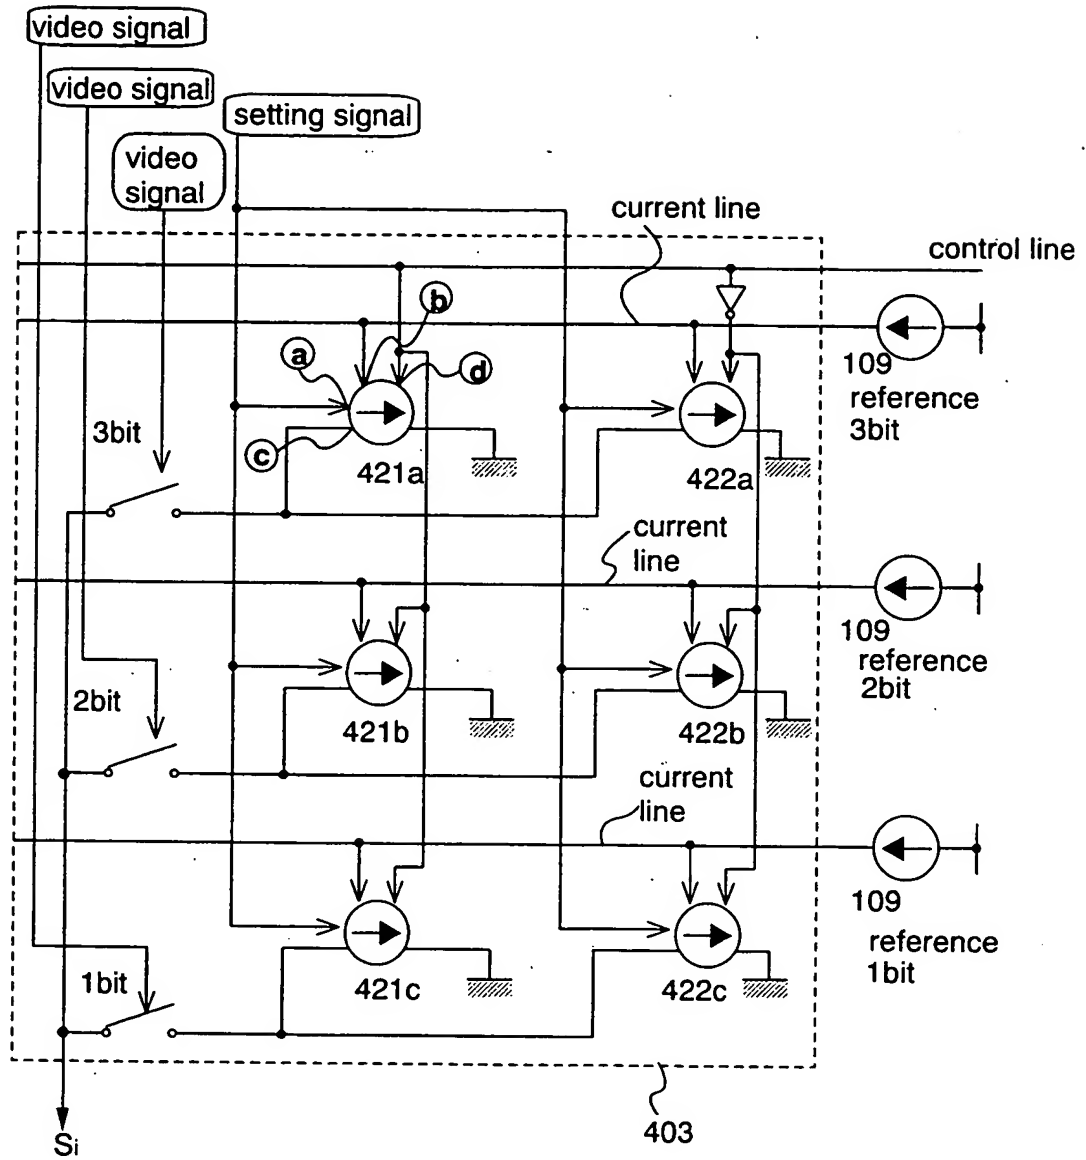 video signal
video signal
setting signal
video
signal
current line
control line
b
a
d
109
reference
3bit
3bit
c
421a
422a
current
line
109
reference
2bit
2bit
421b
422b
current
line
109
reference
1bit
1bit
421c
422c
403
Si